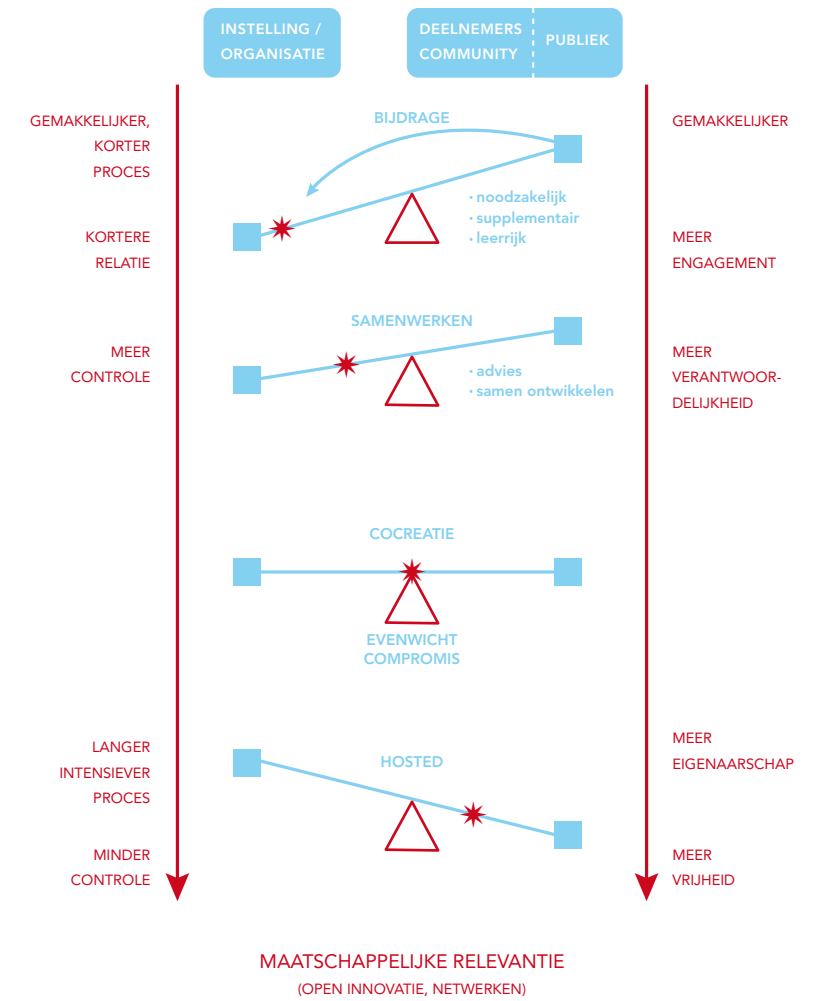 INSTELLING /
ORGANISATIE
DEELNEMERS
COMMUNITY
PUBLIEK
GEMAKKELIJKER,
KORTER
PROCES
BIJDRAGE
GEMAKKELIJKER
· noodzakelijk
· supplementair
· leerrijk
KORTERE
RELATIE
MEER
ENGAGEMENT
SAMENWERKEN
MEER
CONTROLE
· advies
· samen ontwikkelen
MEER
VERANTWOOR-
DELIJKHEID
COCREATIE
EVENWICHT
COMPROMIS
LANGER
INTENSIEVER
PROCES
HOSTED
MEER
EIGENAARSCHAP
MINDER
CONTROLE
MEER
VRIJHEID
MAATSCHAPPELIJKE RELEVANTIE
(OPEN INNOVATIE, NETWERKEN)